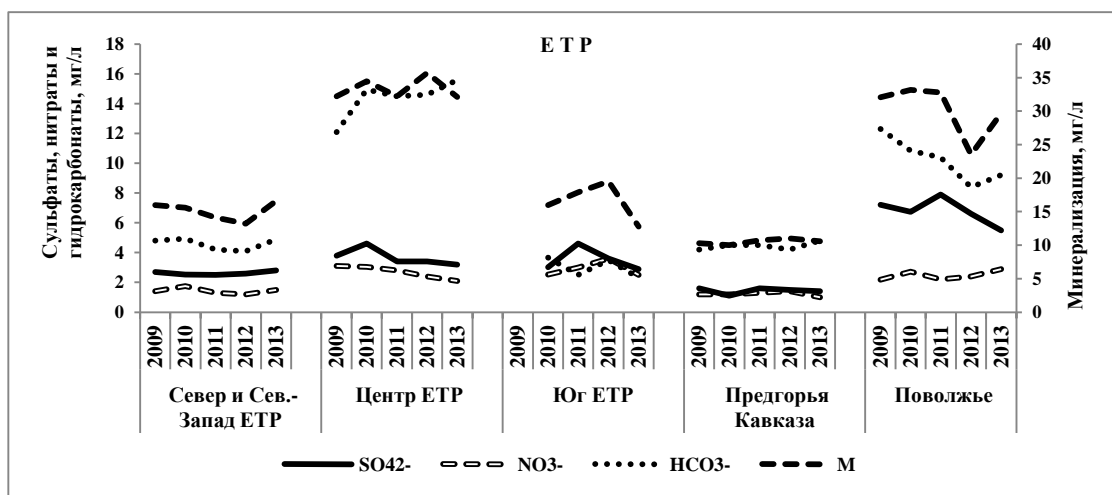 Е Т Р
Сульфаты, нитраты и
гидрокарбонаты, мг/л
18
16
14
12
10
8
6
4
2
0
40
35
30
25
20
15
10
5
0
Минерализация, мг/л
2009 2010 2011 2012 2013 2009 2010 2011 2012 2013 2009 2010 2011 2012 2013 2009 2010 2011 2012 2013 2009 2010 2011 2012 2013
Север и Сев.-
Запад ЕТР
Центр ЕТР
Юг ЕТР
Предгорья
Кавказа
Поволжье
SO42- NO3- HCO3- М